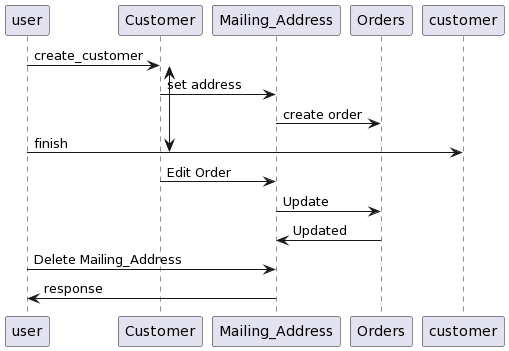 user Customer Mailing_Address Orders customer
create_customer
set address
create order
finish
Edit Order
Update
Updated
Delete Mailing_Address
response
user Customer Mailing_Address Orders customer